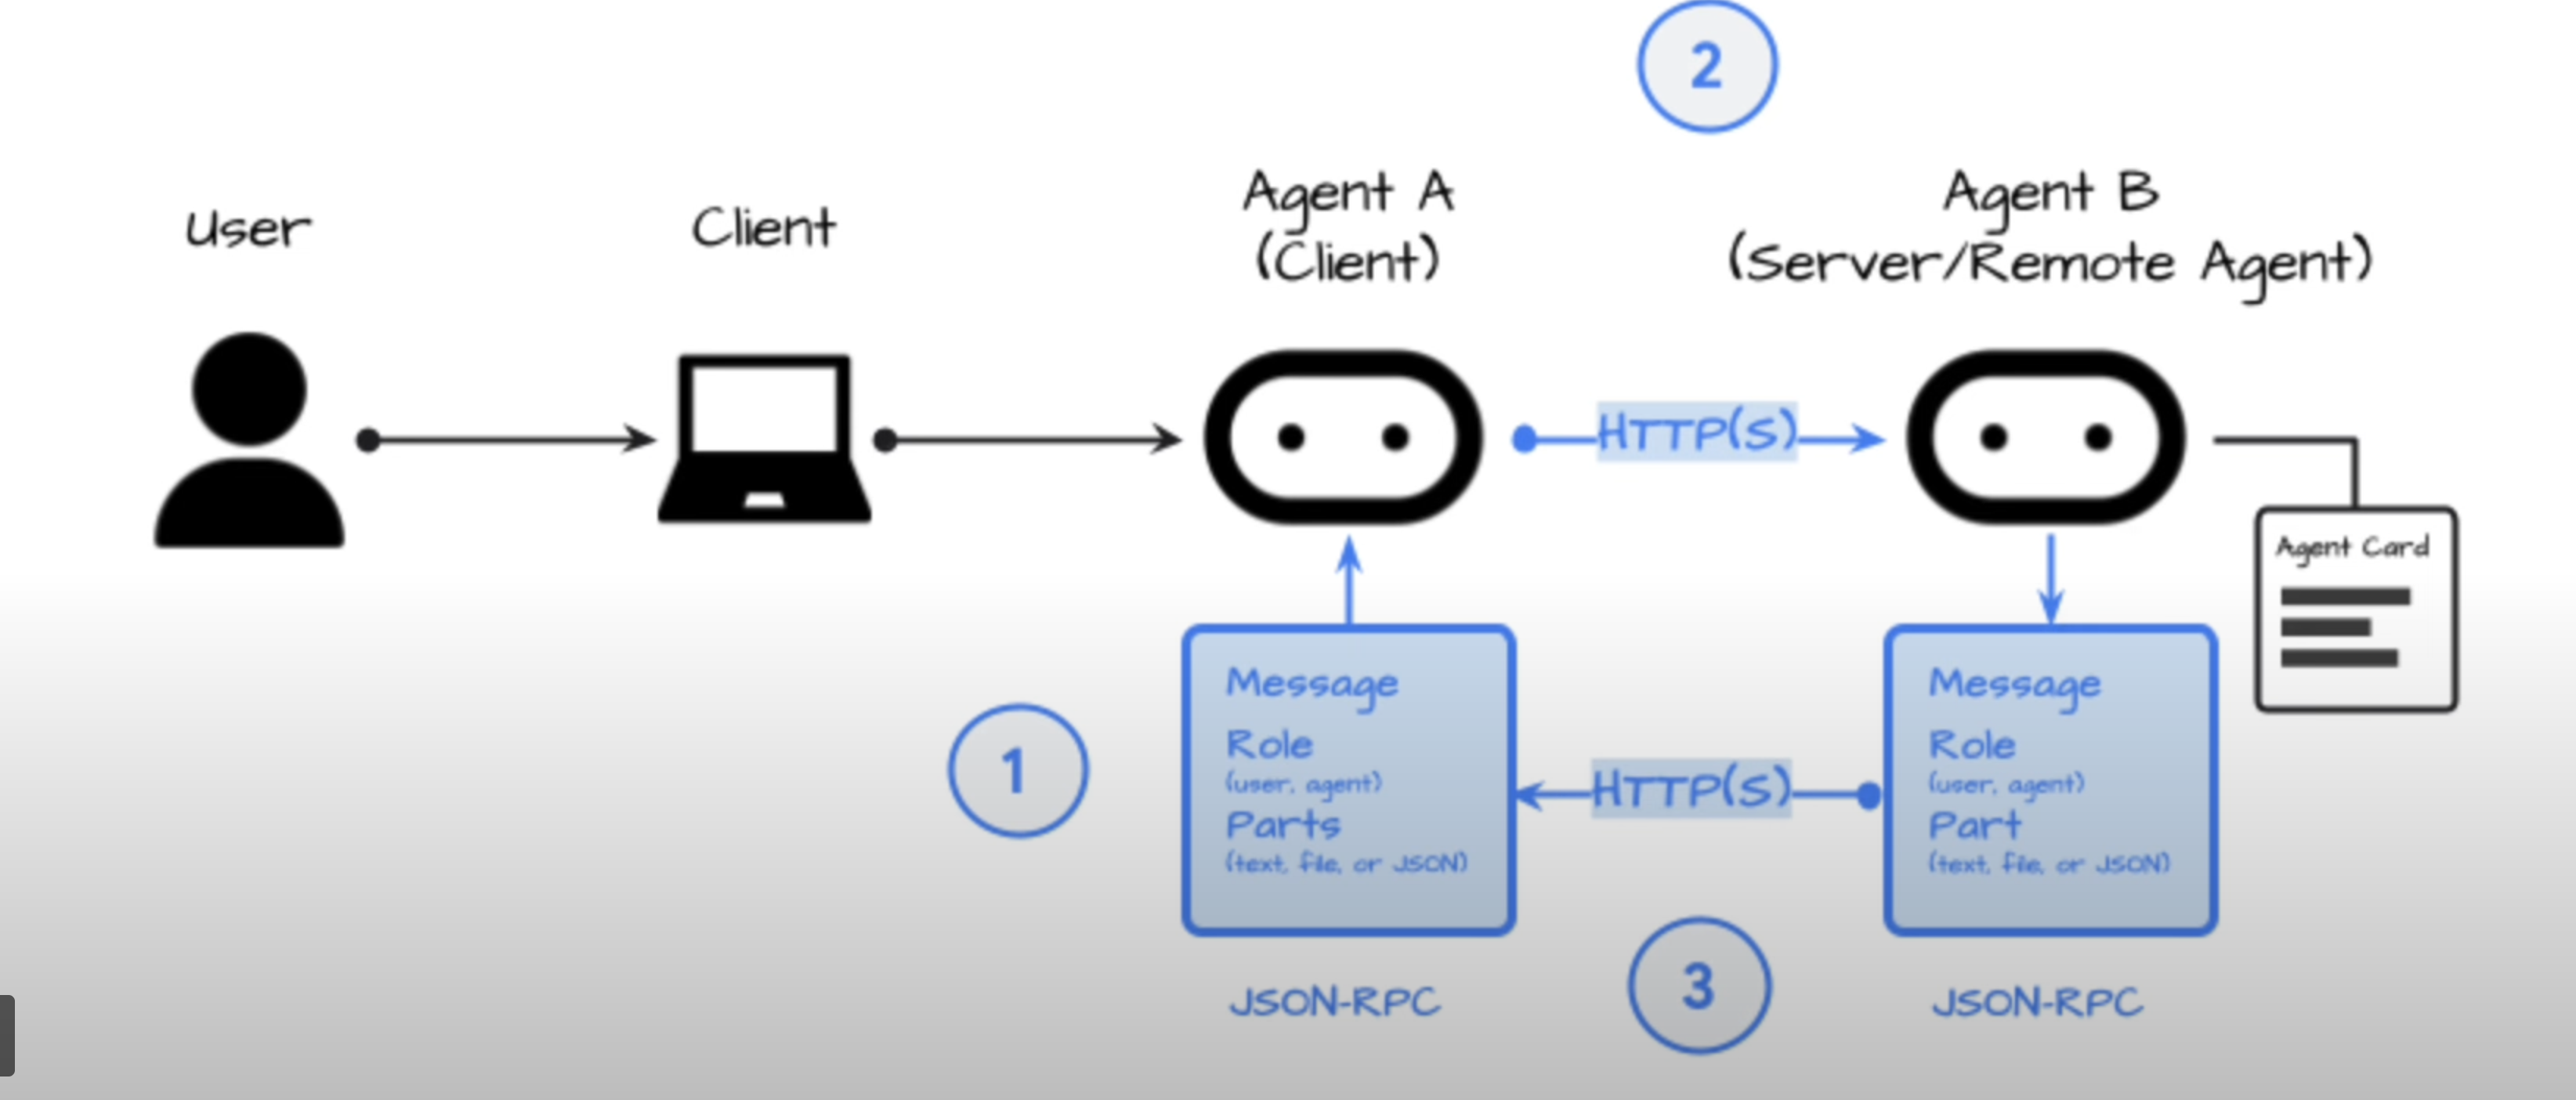 2
User
Client
Agent A
(Client)
Agent B
(Server/Remote Agent)
HTTP(S)
Agent Card
1
Message
Role
(user, agent)
Parts
(text, file, or JSON)
JSON-RPC
HTTP(S)
3
Message
Role
(user, agent)
Part
(text, file, or JSON)
JSON-RPC